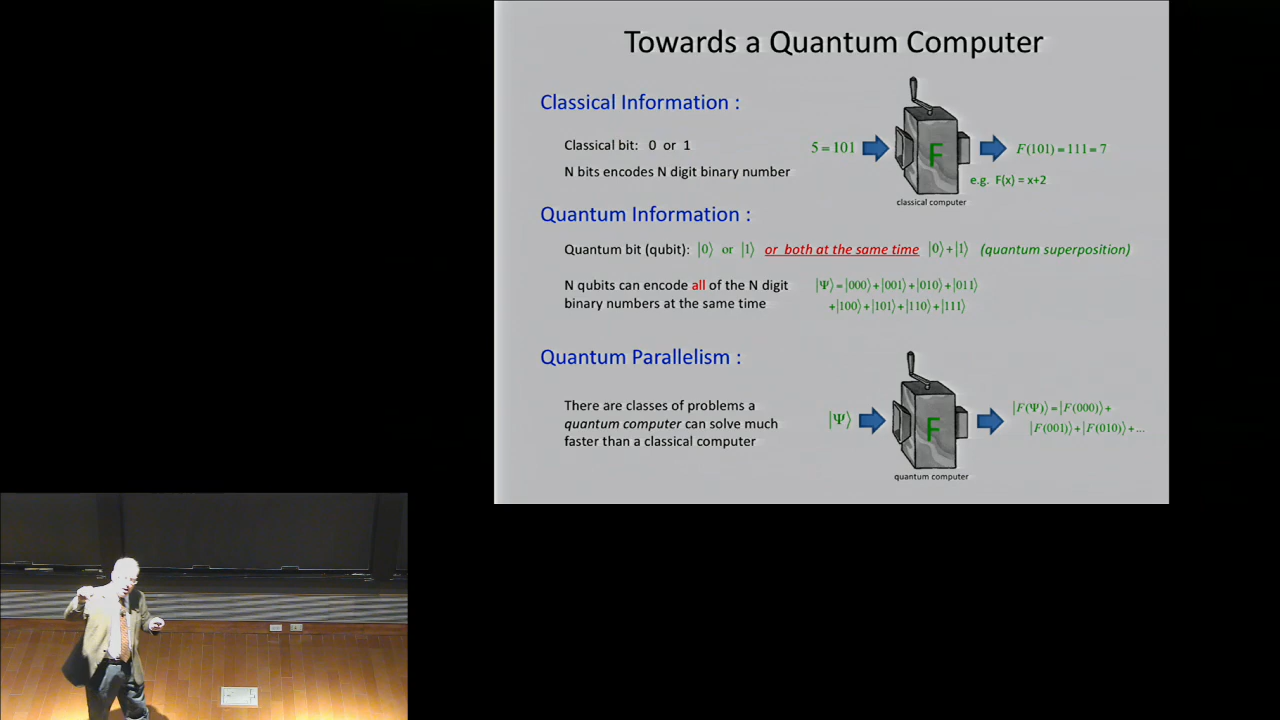 Towards a Quantum Computer
Classical Information :
Classical bit: 0 or 1
N bits encodes N digit binary number
5 = 101
F
F(101) = 111 = 7
e.g. F(x) = x+2
classical computer
Quantum Information :
Quantum bit (qubit): |0⟩ or |1⟩ or both at the same time |0⟩+|1⟩ (quantum superposition)
N qubits can encode all of the N digit
binary numbers at the same time
|Ψ⟩ = |000⟩+|001⟩+|010⟩+|011⟩
+|100⟩+|101⟩+|110⟩+|111⟩
Quantum Parallelism :
There are classes of problems a
quantum computer can solve much
faster than a classical computer
|Ψ⟩
F
|F(Ψ)⟩ = |F(000)⟩+
|F(001)⟩+|F(010)⟩+...
quantum computer